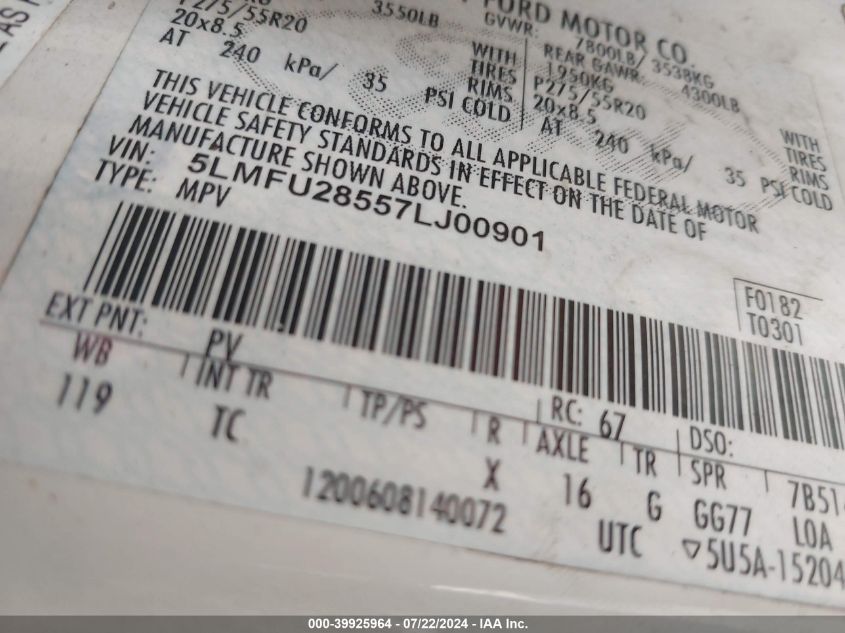 FORD MOTOR CO.
3550LB
GVWR: 7800LB/ 3538KG
P275/55R20
WITH
REAR GAWR: 4300LB
20x8.5
TIRES
1950KG
WITH
AT 240 kPa/ 35 PSI COLD
RIMS
P275/55R20
TIRES
20x8.5
RIMS
AT 240 kPa/ 35 PSI COLD
THIS VEHICLE CONFORMS TO ALL APPLICABLE FEDERAL MOTOR
VEHICLE SAFETY STANDARDS IN EFFECT ON THE DATE OF
MANUFACTURE SHOWN ABOVE.
VIN: 5LMFU28557LJ00901
TYPE: MPV
F0182
T0301
EXT PNT: PV RC: 67 DSO:
WB INT TR TP/PS R AXLE TR SPR 7B51
119 TC X 16 G GG77 LOA
1200608140072 UTC ▽5U5A-15204
000-39925964 - 07/22/2024 - IAA Inc.